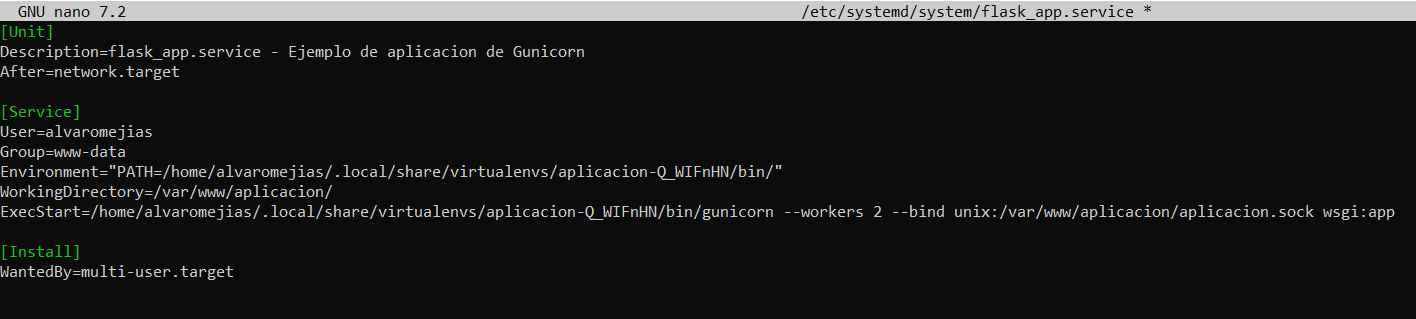 GNU nano 7.2 /etc/systemd/system/flask_app.service *
[Unit]
Description=flask_app.service - Ejemplo de aplicacion de Gunicorn
After=network.target
[Service]
User=alvaromejias
Group=www-data
Environment="PATH=/home/alvaromejias/.local/share/virtualenvs/aplicacion-Q_WIFnHN/bin/"
WorkingDirectory=/var/www/aplicacion/
ExecStart=/home/alvaromejias/.local/share/virtualenvs/aplicacion-Q_WIFnHN/bin/gunicorn --workers 2 --bind unix:/var/www/aplicacion/aplicacion.sock wsgi:app
[Install]
WantedBy=multi-user.target